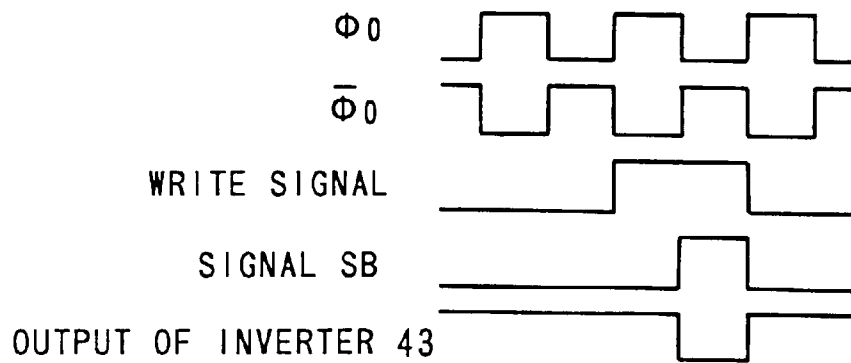 Φ0
Φ̅0
WRITE SIGNAL
SIGNAL SB
OUTPUT OF INVERTER 43